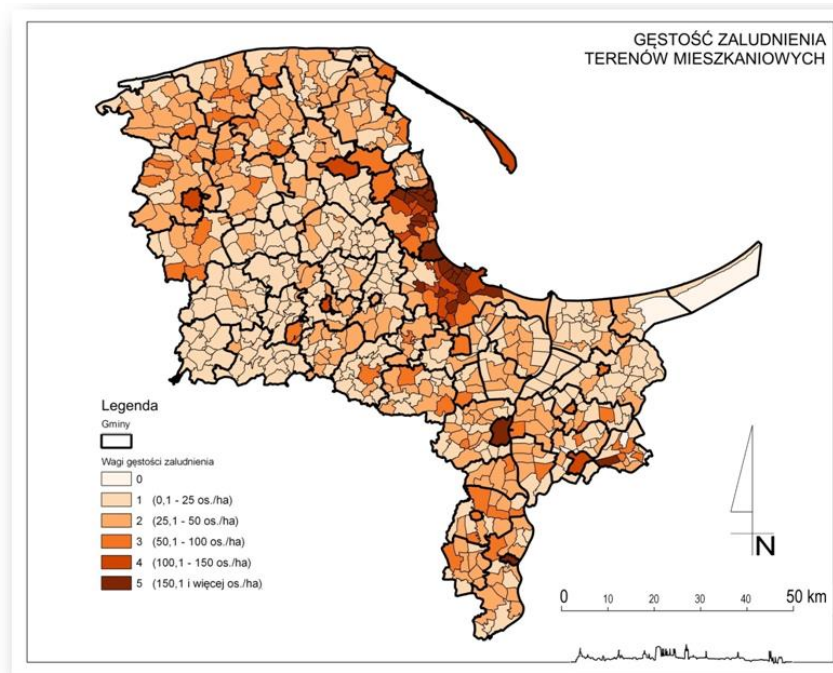 GĘSTOŚĆ ZALUDNIENIA
TERENÓW MIESZKANIOWYCH
Legenda
Gminy
Wagi gęstości zaludnienia
0
1 (0,1 - 25 os./ha)
2 (25,1 - 50 os./ha)
3 (50,1 - 100 os./ha)
4 (100,1 - 150 os./ha)
5 (150,1 i więcej os./ha)
N
0 10 20 30 40 50 km